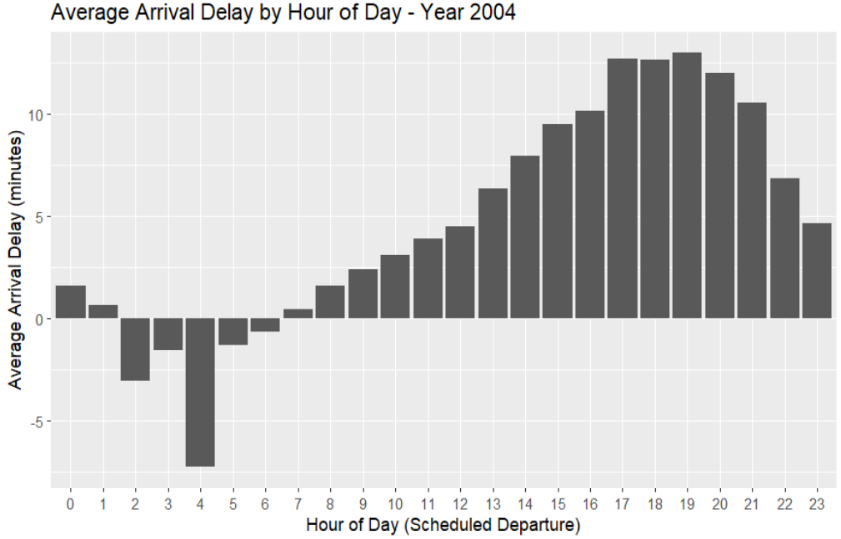 Average Arrival Delay by Hour of Day - Year 2004
Average Arrival Delay (minutes)
10
5
0
-5
0 1 2 3 4 5 6 7 8 9 10 11 12 13 14 15 16 17 18 19 20 21 22 23
Hour of Day (Scheduled Departure)